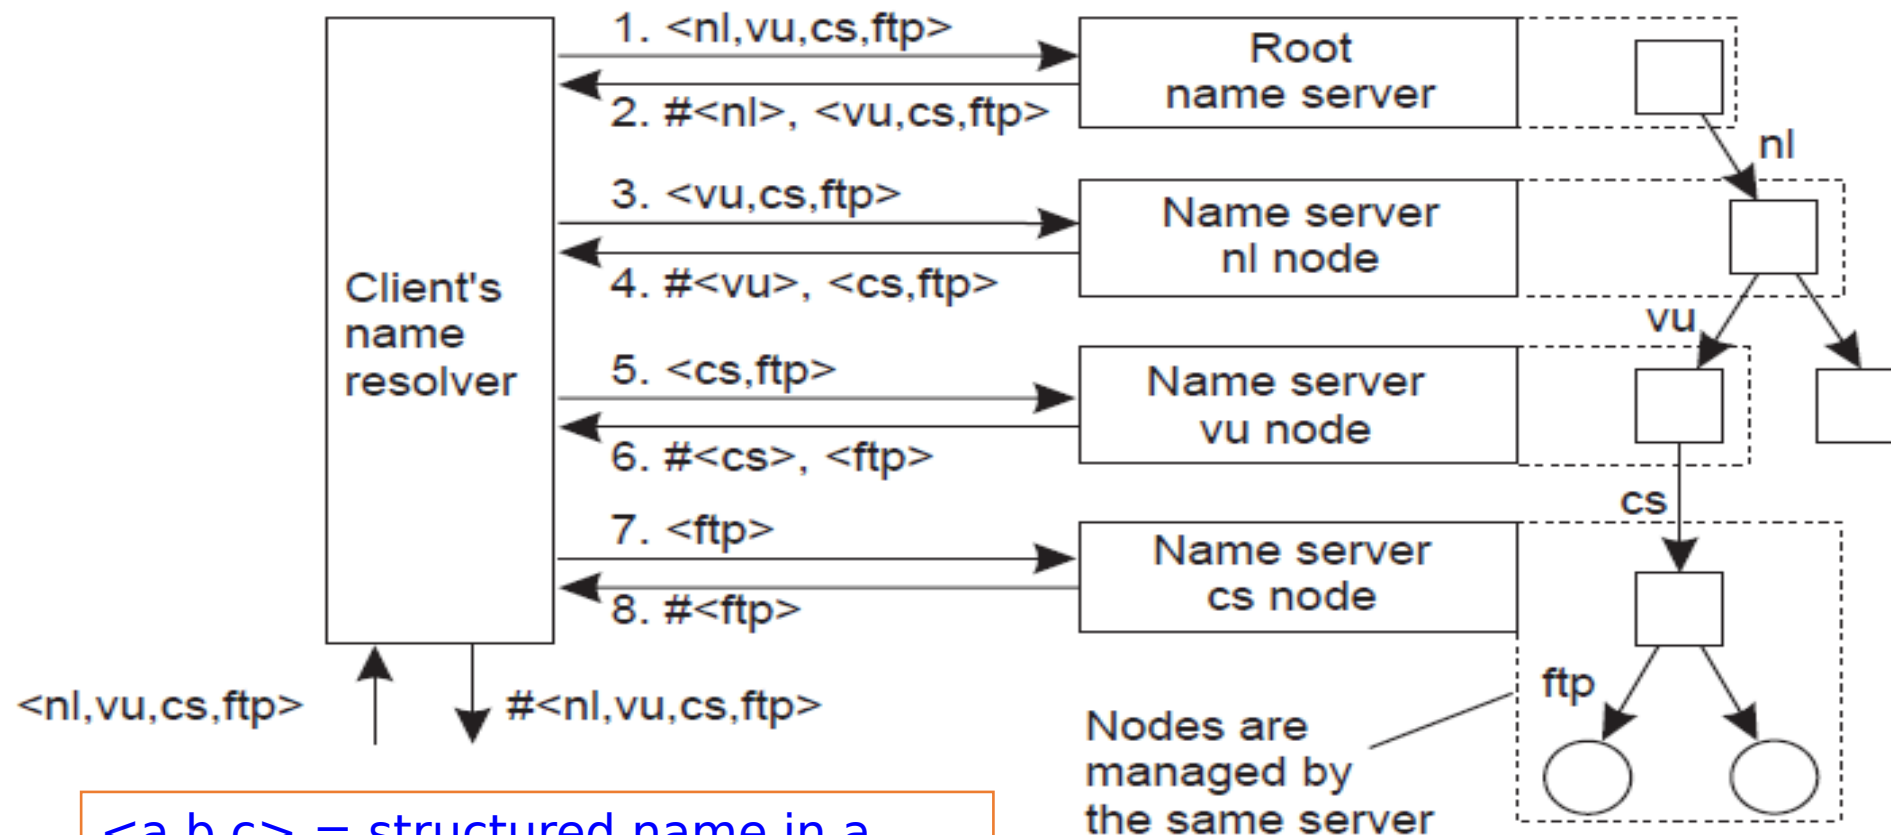 1. <nl,vu,cs,ftp>
Root
name server
2. #<nl>, <vu,cs,ftp>
nl
3. <vu,cs,ftp>
Name server
nl node
4. #<vu>, <cs,ftp>
vu
Client's
name
resolver
5. <cs,ftp>
Name server
vu node
6. #<cs>, <ftp>
cs
7. <ftp>
Name server
cs node
8. #<ftp>
ftp
<nl,vu,cs,ftp>
#<nl,vu,cs,ftp>
Nodes are
managed by
the same server
<a,b,c> = structured name in a